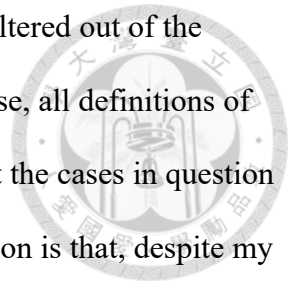 ltered out of the
se, all definitions of
t the cases in question
on is that, despite my